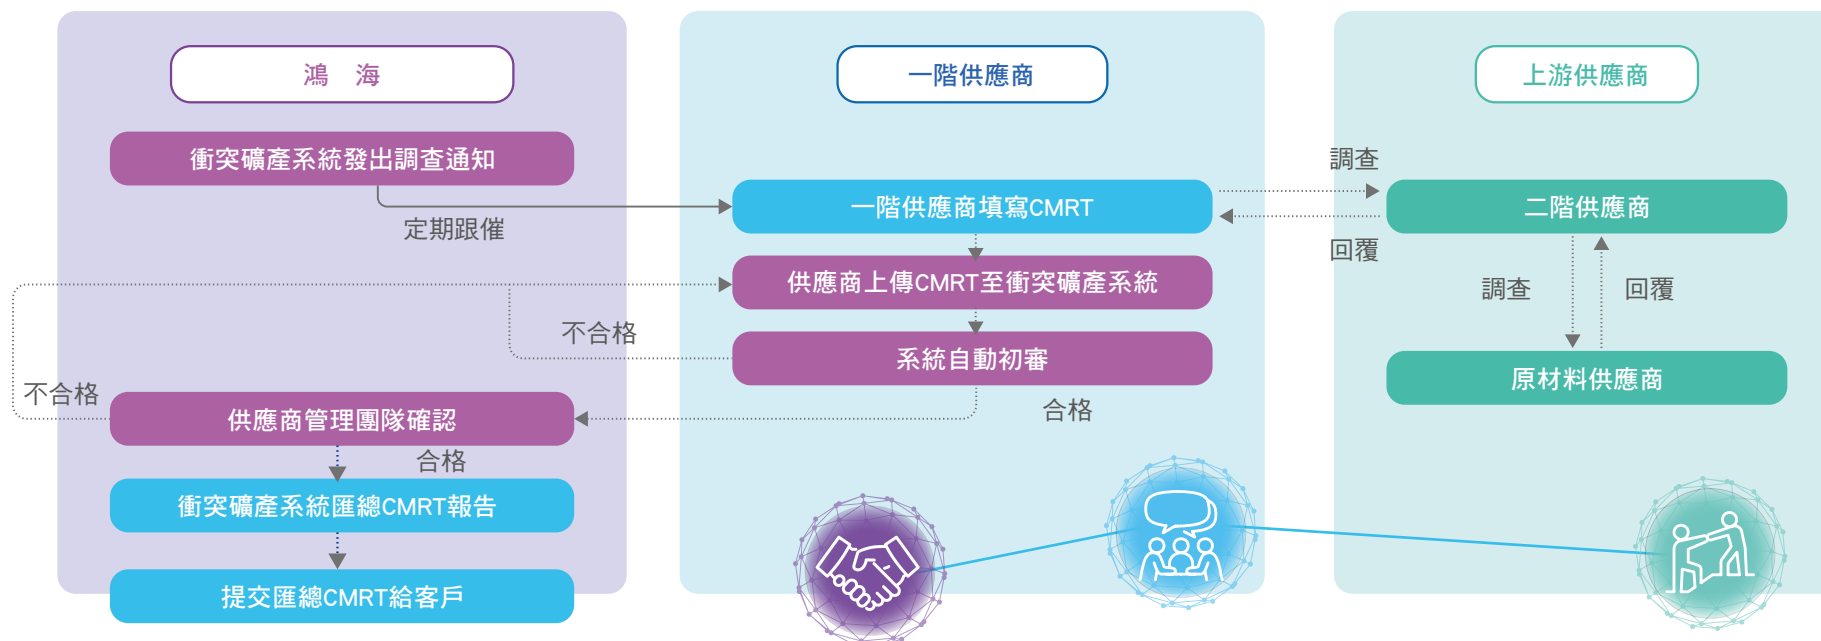 鴻 海
衝突礦產系統發出調查通知
定期跟催
不合格
不合格
供應商管理團隊確認
合格
衝突礦產系統匯總CMRT報告
提交匯總CMRT給客戶
一階供應商
一階供應商填寫CMRT
供應商上傳CMRT至衝突礦產系統
系統自動初審
合格
上游供應商
調查
回覆
二階供應商
調查
回覆
原材料供應商